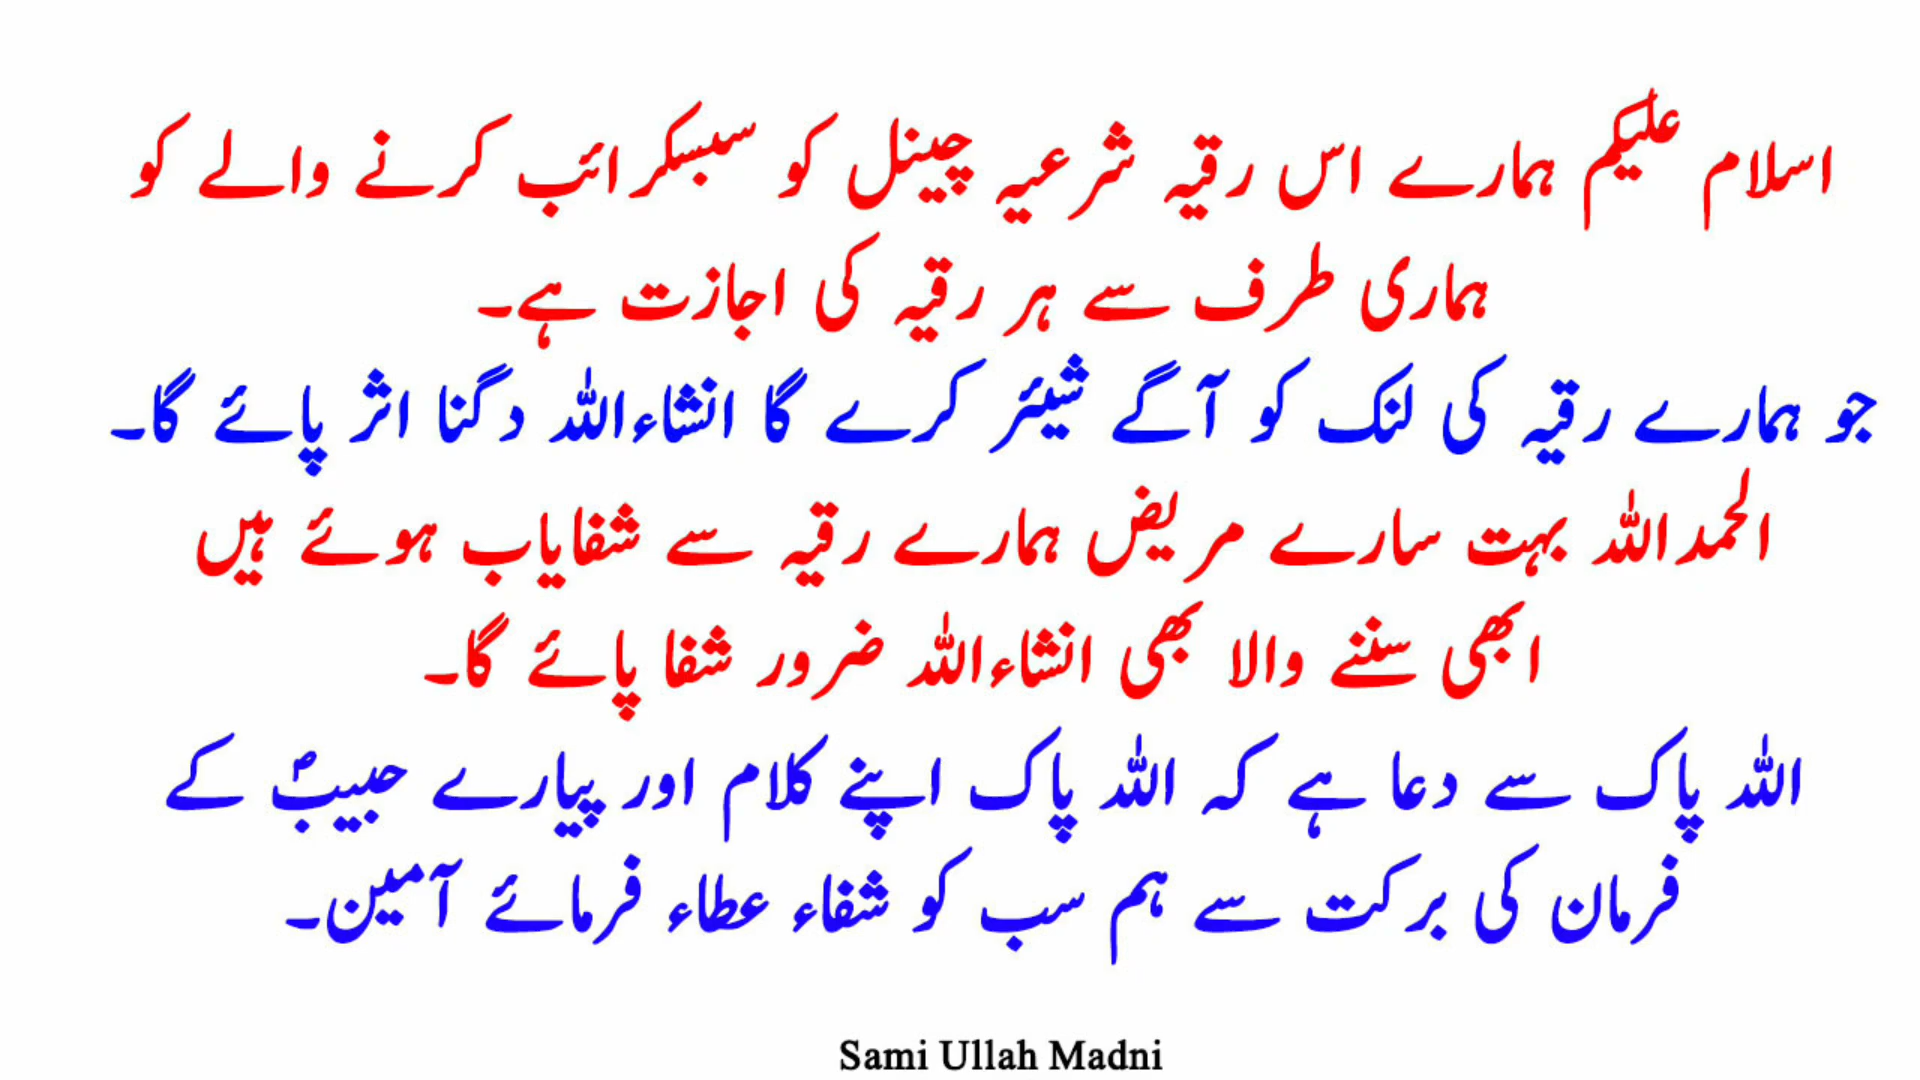 اسلام علیکم ہمارے اس رقیہ شرعیہ چینل کو سبسکرائب کرنے والے کو
ہماری طرف سے ہر رقیہ کی اجازت ہے۔
جو ہمارے رقیہ کی لنک کو آگے شیئر کرے گا انشاءاللہ دگنا اثر پائے گا۔
الحمداللہ بہت سارے مریض ہمارے رقیہ سے شفایاب ہوئے ہیں
ابھی سننے والا بھی انشاءاللہ ضرور شفا پائے گا۔
اللہ پاک سے دعا ہے کہ اللہ پاک اپنے کلام اور پیارے حبیبؐ کے
فرمان کی برکت سے ہم سب کو شفاء عطاء فرمائے آمین۔
Sami Ullah Madni